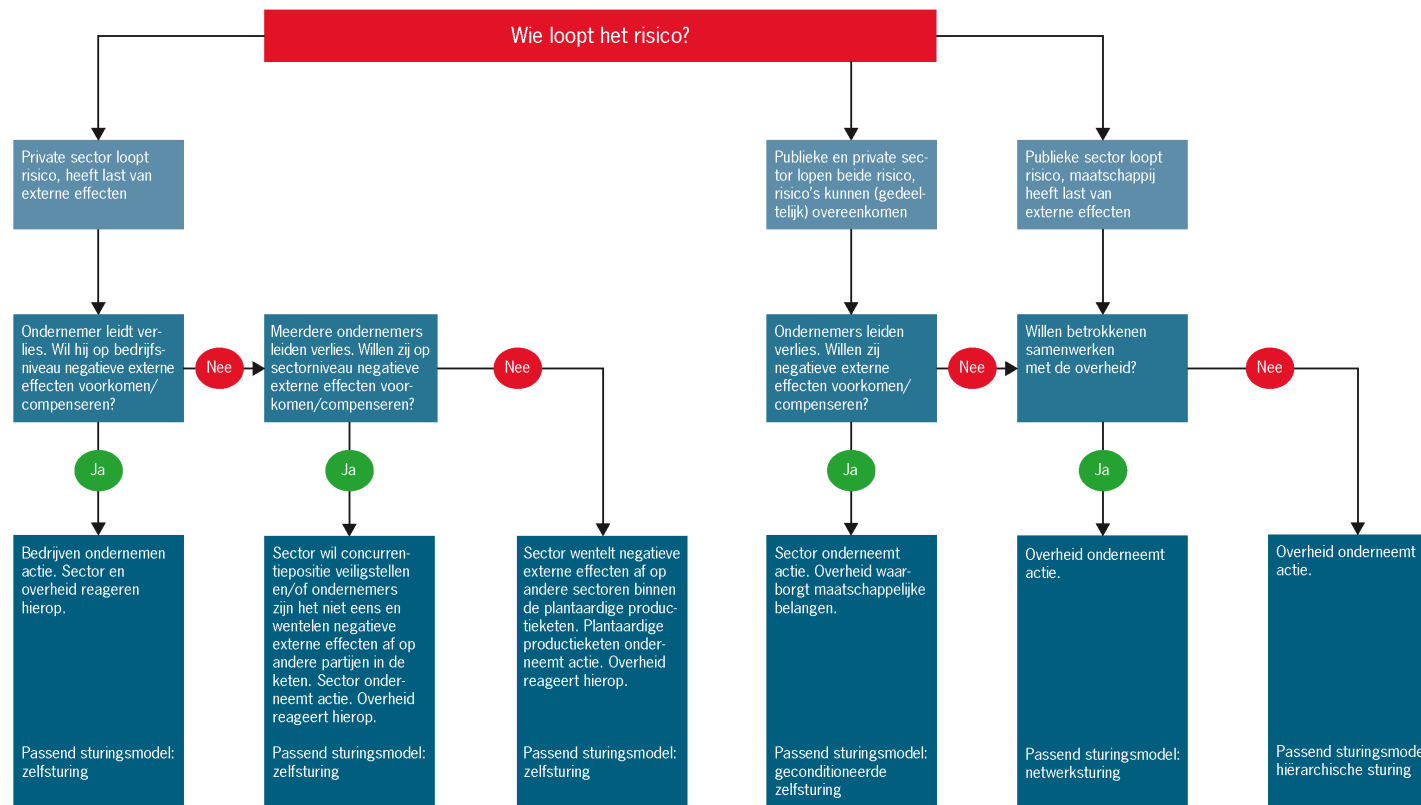 Wie loopt het risico?
Private sector loopt
risico, heeft last van
externe effecten
Publieke en private sec-
tor lopen beide risico,
risico's kunnen (gedeel-
telijk) overeenkomen
Publieke sector loopt
risico, maatschappij
heeft last van
externe effecten
Ondernemer leidt ver-
lies. Wil hij op bedrijfs-
niveau negatieve externe
effecten voorkomen/
compenseren?
Nee
Meerdere ondernemers
leiden verlies. Willen zij op
sectorniveau negatieve
externe effecten voor-
komen/compenseren?
Nee
Ondernemers leiden
verlies. Willen zij
negatieve externe
effecten voorkomen/
compenseren?
Nee
Willen betrokkenen
samenwerken
met de overheid?
Nee
Ja
Ja
Ja
Ja
Bedrijven ondernemen
actie. Sector en
overheid reageren
hierop.
Passend sturingsmodel:
zelfsturing
Sector wil concurren-
tiepositie veiligstellen
en/of ondernemers
zijn het niet eens en
wentelen negatieve
externe effecten af op
andere partijen in de
keten. Sector onder-
neemt actie. Overheid
reageert hierop.
Passend sturingsmodel:
zelfsturing
Sector wentelt negatieve
externe effecten af op
andere sectoren binnen
de plantaardige produc-
tieketen. Plantaardige
productieketen onder-
neemt actie. Overheid
reageert hierop.
Passend sturingsmodel:
zelfsturing
Sector onderneemt
actie. Overheid waar-
borgt maatschappelijke
belangen.
Passend sturingsmodel:
geconditioneerde
zelfsturing
Overheid onderneemt
actie.
Passend sturingsmodel:
netwerksturing
Overheid onderneemt
actie.
Passend sturingsmode
hiërarchische sturing